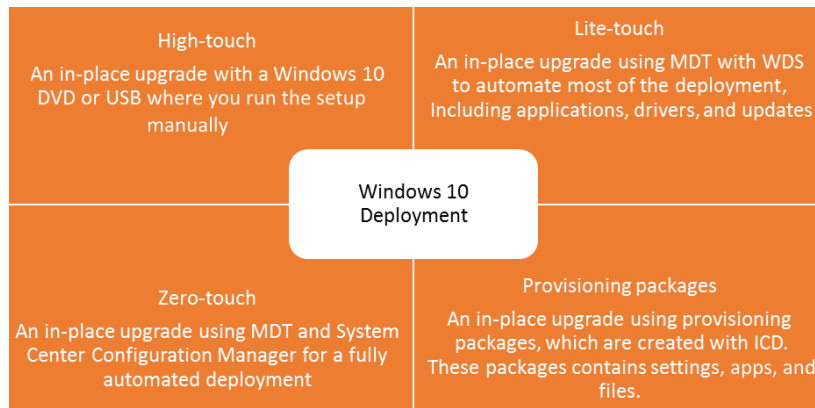 High-touch
An in-place upgrade with a Windows 10
DVD or USB where you run the setup
manually
Lite-touch
An in-place upgrade using MDT with WDS
to automate most of the deployment,
Including applications, drivers, and updates
Windows 10
Deployment
Zero-touch
An in-place upgrade using MDT and System
Center Configuration Manager for a fully
automated deployment
Provisioning packages
An in-place upgrade using provisioning
packages, which are created with ICD.
These packages contains settings, apps, and
files.